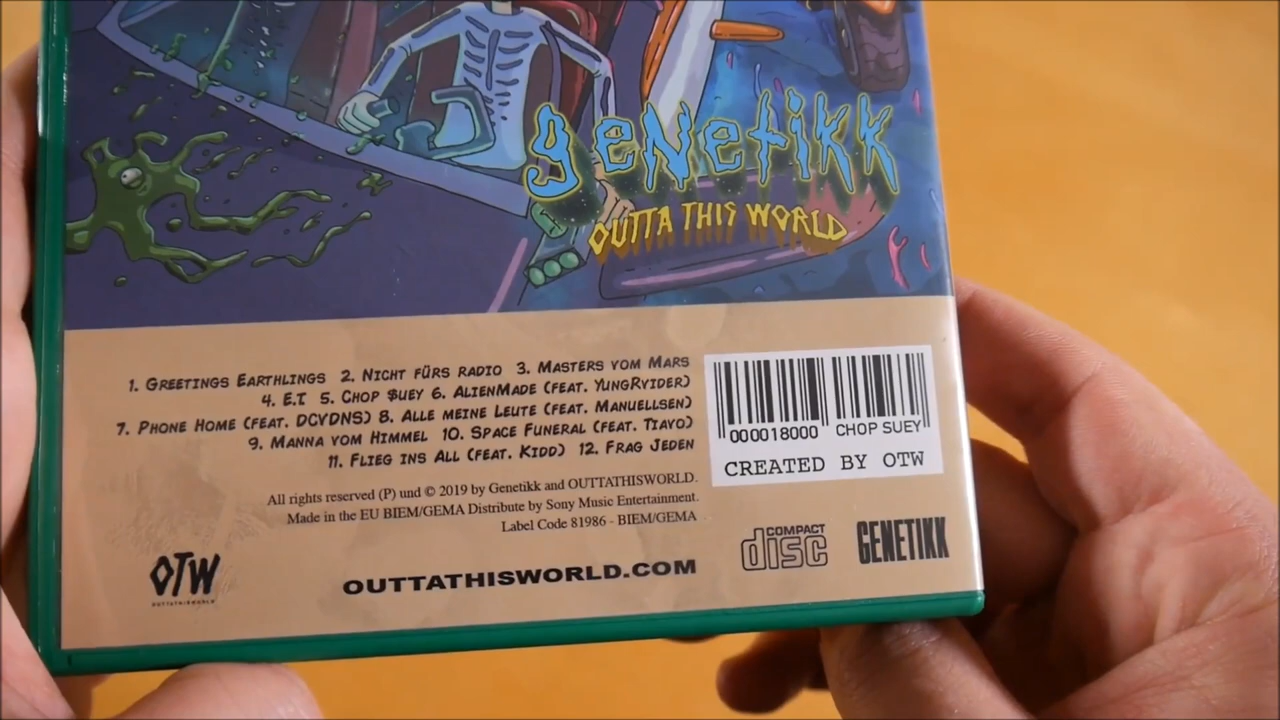 geNetikk
OUTTA THIS WORLD
1. GREETINGS EARTHLINGS 2. NICHT FÜRS RADIO 3. MASTERS VOM MARS
4. E.T 5. CHOP $UEY 6. ALIENMADE (FEAT. YUNGRVIDER)
7. PHONE HOME (FEAT. DCVDNS) 8. ALLE MEINE LEUTE (FEAT. MANUELLSEN)
9. MANNA VOM HIMMEL 10. SPACE FUNERAL (FEAT. TIAVO)
11. FLIEG INS ALL (FEAT. KIDD) 12. FRAG JEDEN
000018000 CHOP SUEY
CREATED BY OTW
All rights reserved (P) und © 2019 by Genetikk and OUTTATHISWORLD.
Made in the EU BIEM/GEMA Distribute by Sony Music Entertainment.
Label Code 81986 - BIEM/GEMA
OTW
OUTTATHISWORLD
OUTTATHISWORLD.COM
COMPACT
disc
GENETIKK